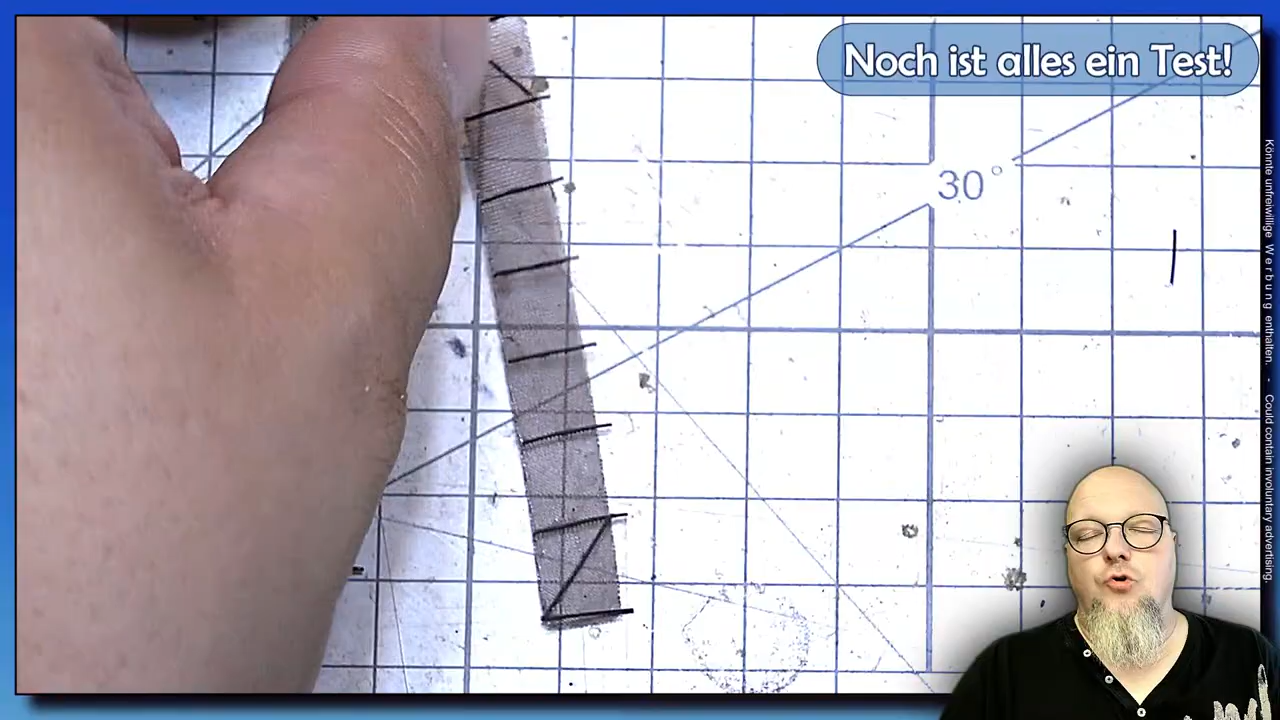 Noch ist alles ein Test!
30°
Könnte unfreiwillige Werbung enthalten. - Could contain involuntary advertising.